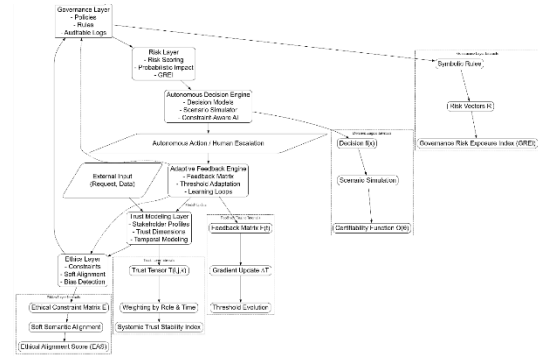 Governance Layer
- Policies
- Rules
- Auditable Logs
Risk Layer
- Risk Scoring
- Probabilistic Impact
- GREI
Autonomous Decision Engine
- Decision Models
- Scenario Simulator
- Constraint-Aware AI
Autonomous Action / Human Escalation
External Input
(Request, Data)
Adaptive Feedback Engine
- Feedback Matrix
- Threshold Adaptation
- Learning Loops
Trust Modeling Layer
- Stakeholder Profiles
- Trust Dimensions
- Temporal Modeling
Ethics Layer
- Constraints
- Soft Alignment
- Bias Detection
Symbolic Rules
Risk Vectors R
Governance Risk Exposure Index (GREI)
Decision f(x)
Scenario Simulation
Certifiability Function
Feedback Matrix F(t)
Gradient Update
Threshold Evolution
Trust Tensor T(i,j,k)
Weighting by Role & Time
Systemic Trust Stability Index
Ethical Constraint Matrix E
Soft Semantic Alignment
Ethical Alignment Score (EAS)